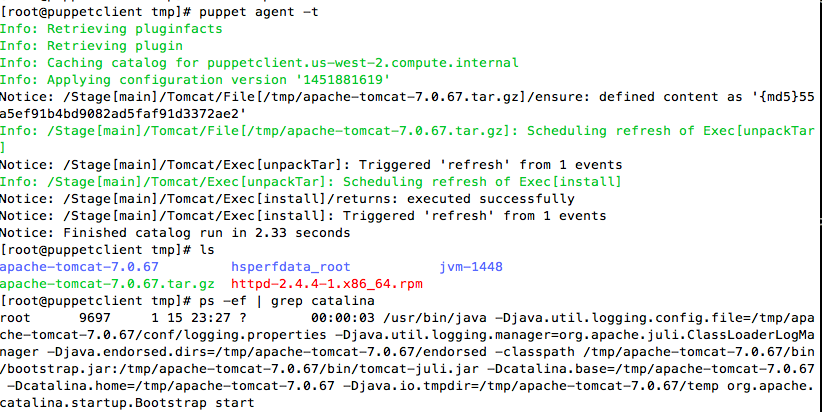 [root@puppetclient tmp]# puppet agent -t
Info: Retrieving pluginfacts
Info: Retrieving plugin
Info: Caching catalog for puppetclient.us-west-2.compute.internal
Info: Applying configuration version '1451881619'
Notice: /Stage[main]/Tomcat/File[/tmp/apache-tomcat-7.0.67.tar.gz]/ensure: defined content as '{md5}55
a5ef91b4bd9082ad5faf91d3372ae2'
Info: /Stage[main]/Tomcat/File[/tmp/apache-tomcat-7.0.67.tar.gz]: Scheduling refresh of Exec[unpackTar
]
Notice: /Stage[main]/Tomcat/Exec[unpackTar]: Triggered 'refresh' from 1 events
Info: /Stage[main]/Tomcat/Exec[unpackTar]: Scheduling refresh of Exec[install]
Notice: /Stage[main]/Tomcat/Exec[install]/returns: executed successfully
Notice: /Stage[main]/Tomcat/Exec[install]: Triggered 'refresh' from 1 events
Notice: Finished catalog run in 2.33 seconds
[root@puppetclient tmp]# ls
apache-tomcat-7.0.67         hsperfdata_root           jvm-1448
apache-tomcat-7.0.67.tar.gz  httpd-2.4.4-1.x86_64.rpm
[root@puppetclient tmp]# ps -ef | grep catalina
root      9697     1 15 23:27 ?        00:00:03 /usr/bin/java -Djava.util.logging.config.file=/tmp/apa
che-tomcat-7.0.67/conf/logging.properties -Djava.util.logging.manager=org.apache.juli.ClassLoaderLogMa
nager -Djava.endorsed.dirs=/tmp/apache-tomcat-7.0.67/endorsed -classpath /tmp/apache-tomcat-7.0.67/bin
/bootstrap.jar:/tmp/apache-tomcat-7.0.67/bin/tomcat-juli.jar -Dcatalina.base=/tmp/apache-tomcat-7.0.67
 -Dcatalina.home=/tmp/apache-tomcat-7.0.67 -Djava.io.tmpdir=/tmp/apache-tomcat-7.0.67/temp org.apache.
catalina.startup.Bootstrap start